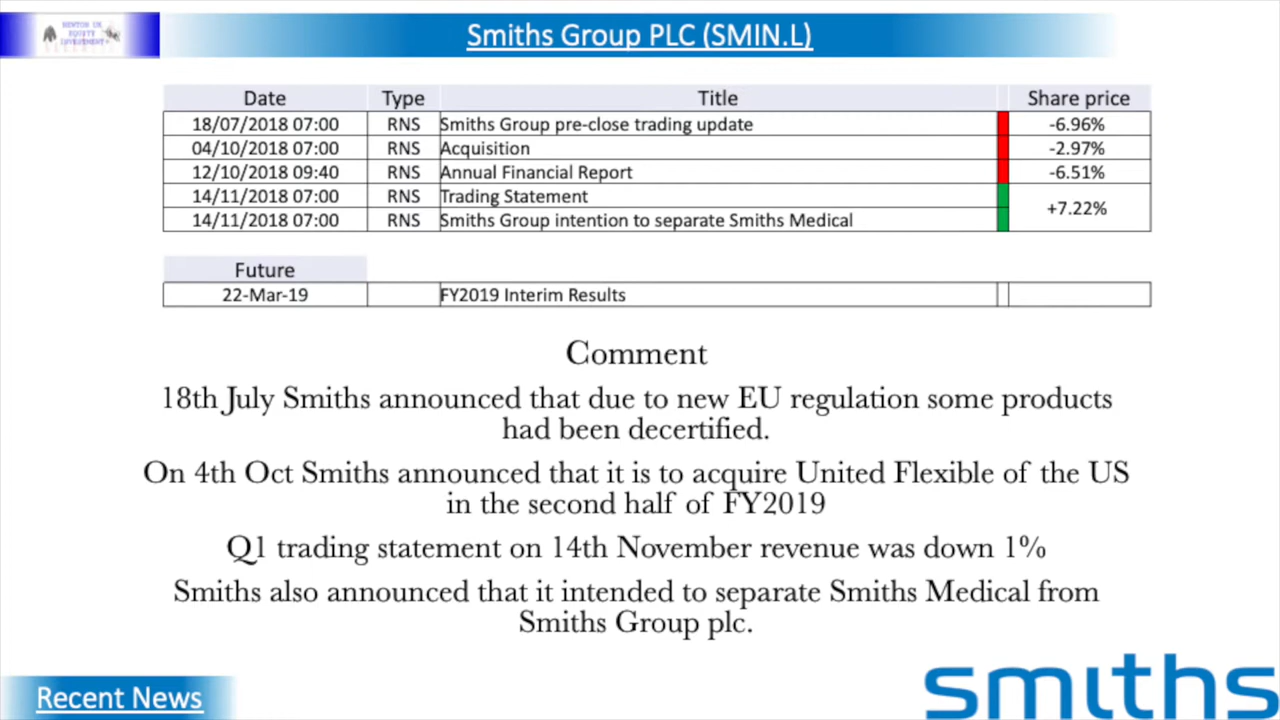 MENTOR UK
EQUITY
INVESTMENT
Smiths Group PLC (SMIN.L)
Date Type Title Share price
18/07/2018 07:00 RNS Smiths Group pre-close trading update -6.96%
04/10/2018 07:00 RNS Acquisition -2.97%
12/10/2018 09:40 RNS Annual Financial Report -6.51%
14/11/2018 07:00 RNS Trading Statement
+7.22%
14/11/2018 07:00 RNS Smiths Group intention to separate Smiths Medical
Future
22-Mar-19 FY2019 Interim Results
Comment
18th July Smiths announced that due to new EU regulation some products
had been decertified.
On 4th Oct Smiths announced that it is to acquire United Flexible of the US
in the second half of FY2019
Q1 trading statement on 14th November revenue was down 1%
Smiths also announced that it intended to separate Smiths Medical from
Smiths Group plc.
Recent News
smiths